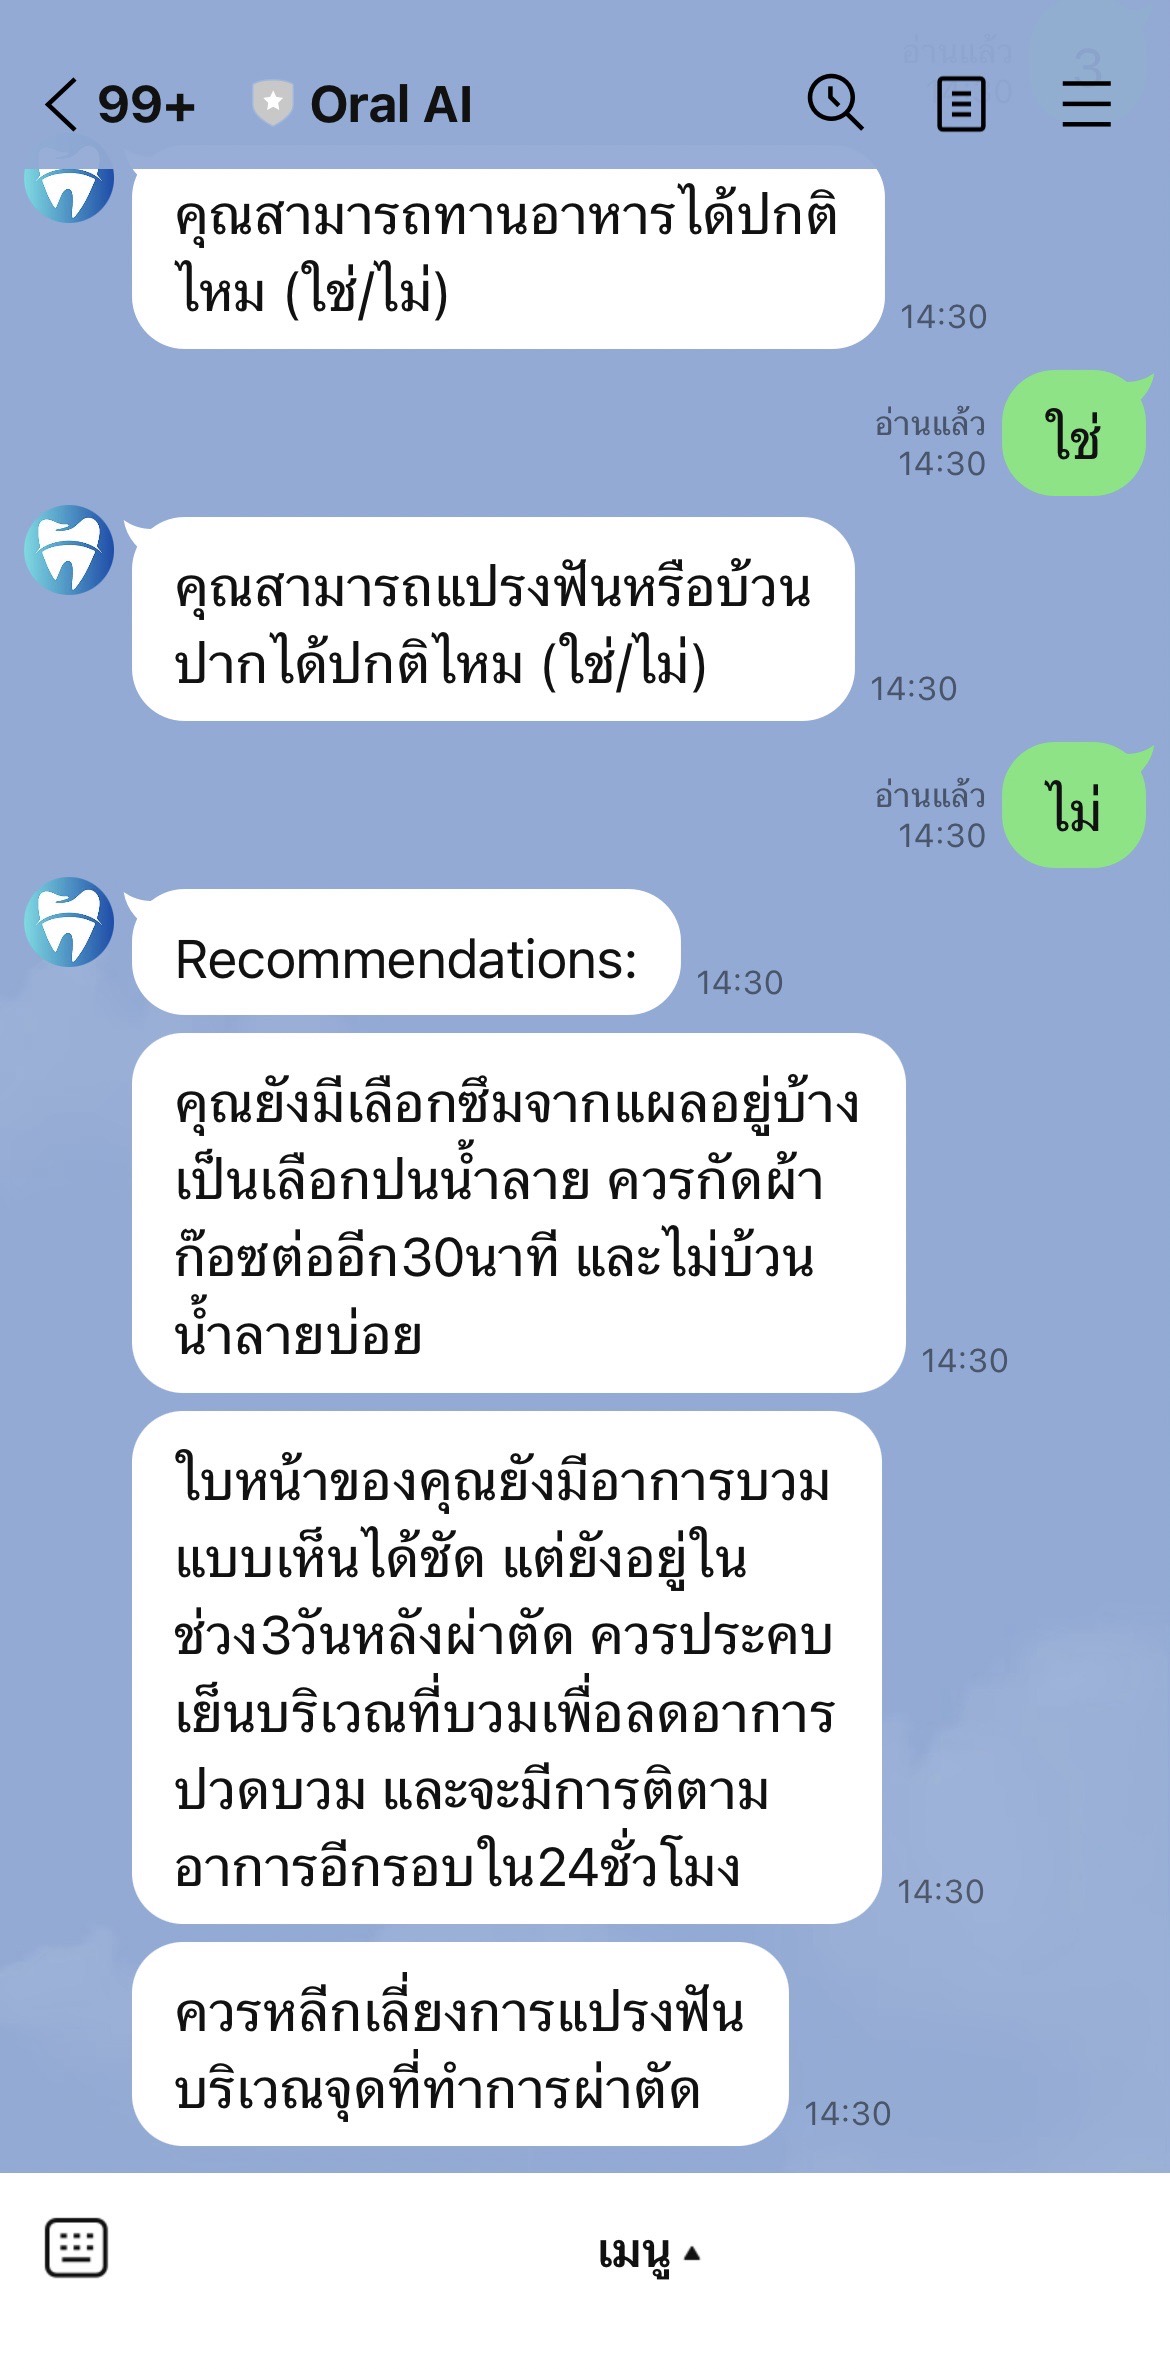 อ่านแล้ว
3
99+
Oral AI
คุณสามารถทานอาหารได้ปกติ
ไหม (ใช่/ไม่)
14:30
ใช่
อ่านแล้ว
14:30
คุณสามารถแปรงฟันหรือบ้วน
ปากได้ปกติไหม (ใช่/ไม่)
14:30
ไม่
อ่านแล้ว
14:30
Recommendations:
14:30
คุณยังมีเลือกซึมจากแผลอยู่บ้าง
เป็นเลือกปนน้ำลาย ควรกัดผ้า
ก๊อซต่ออีก30นาที และไม่บ้วน
น้ำลายบ่อย
14:30
ใบหน้าของคุณยังมีอาการบวม
แบบเห็นได้ชัด แต่ยังอยู่ใน
ช่วง3วันหลังผ่าตัด ควรประคบ
เย็นบริเวณที่บวมเพื่อลดอาการ
ปวดบวม และจะมีการติตาม
อาการอีกรอบใน24ชั่วโมง
14:30
ควรหลีกเลี่ยงการแปรงฟัน
บริเวณจุดที่ทำการผ่าตัด
14:30
เมนู